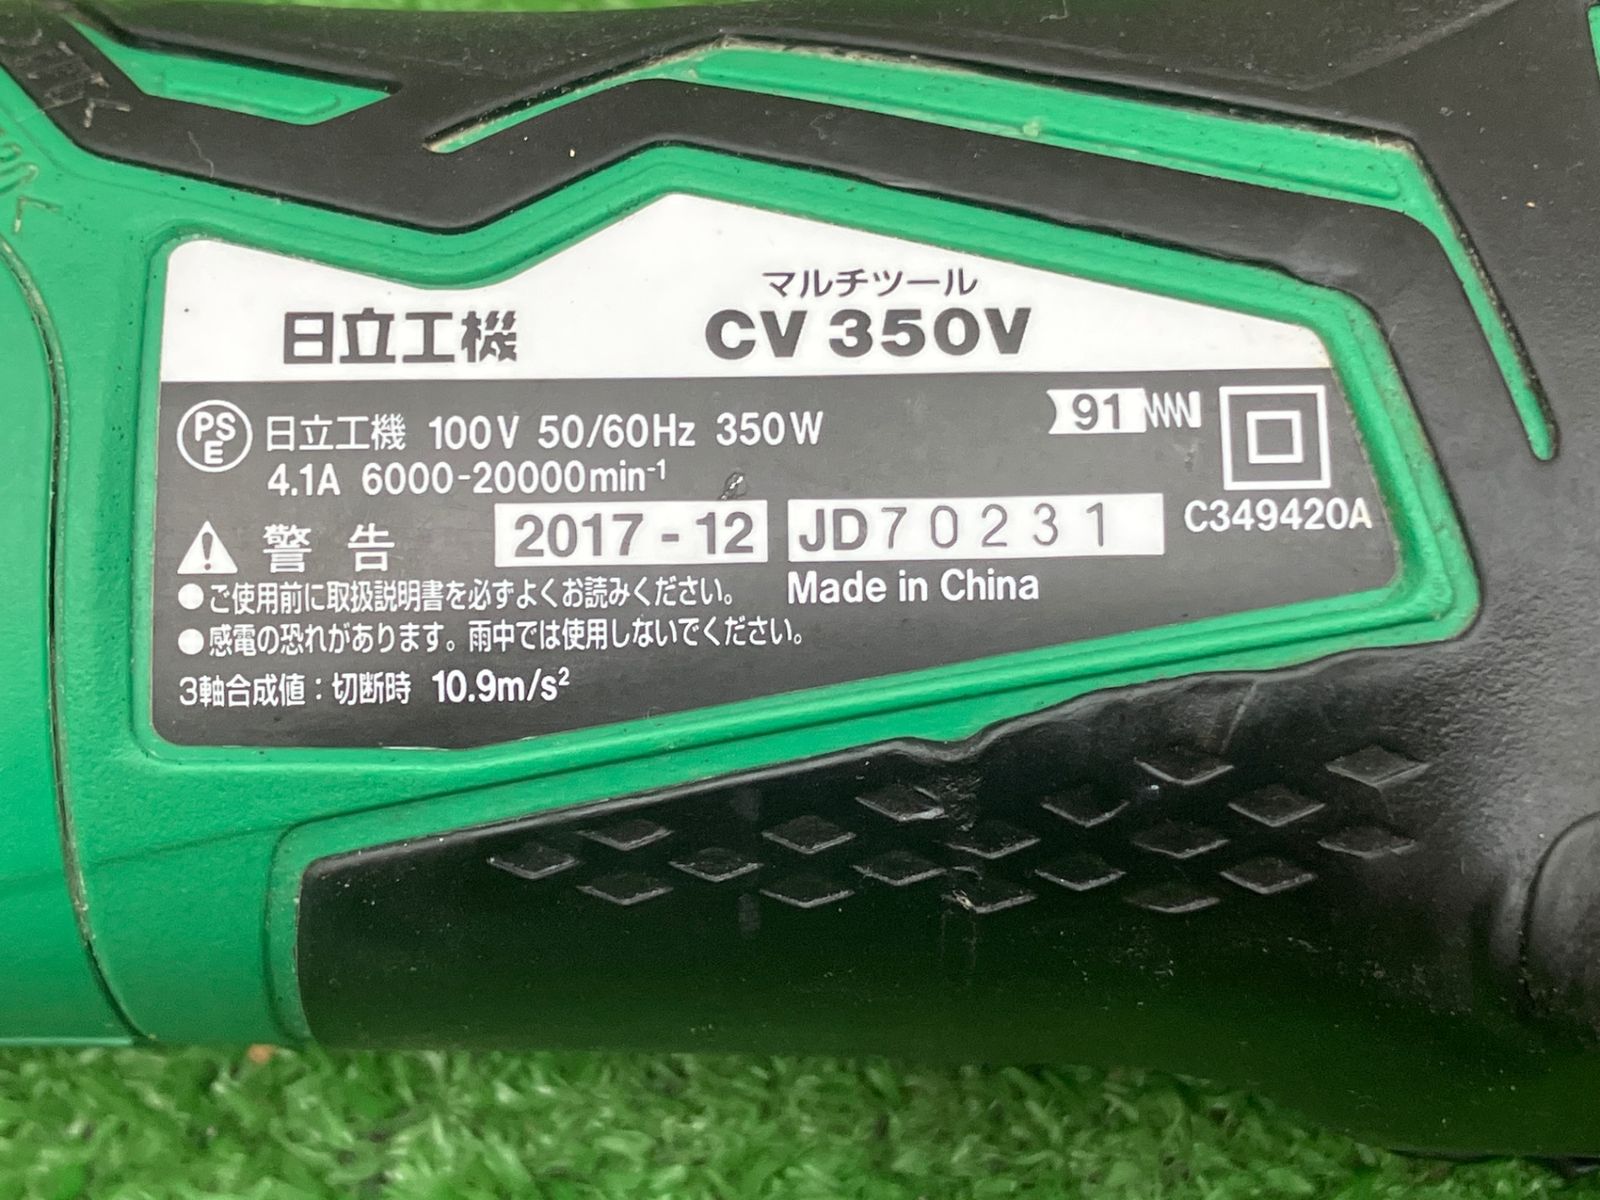 マルチツール
日立工機 CV 350V
PSE 日立工機 100V 50/60Hz 350W
4.1A 6000-20000min⁻¹
91
C349420A
警告 2017-12 JD70231
Made in China
●ご使用前に取扱説明書を必ずよくお読みください。
●感電の恐れがあります。雨中では使用しないでください。
3軸合成値：切断時 10.9m/s²